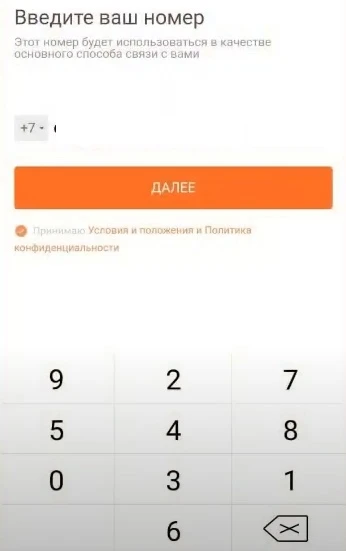 Введите ваш номер
Этот номер будет использоваться в качестве
основного способа связи с вами
+7
ДАЛЕЕ
Принимаю Условия и положения и Политика
конфиденциальности
9 2 7
5 4 8
0 3 1
6